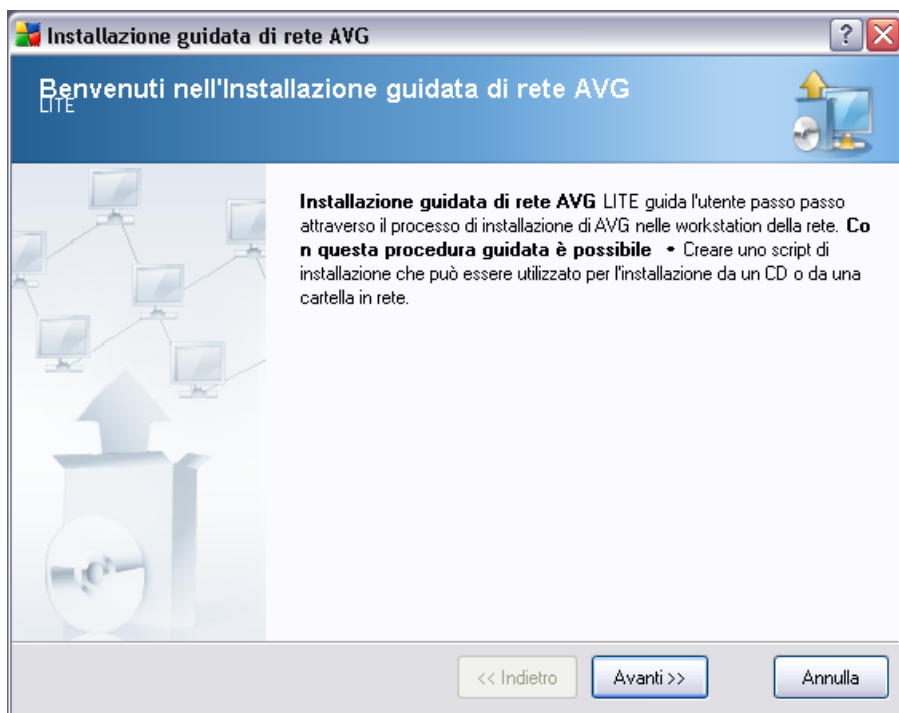 Installazione guidata di rete AVG
Benvenuti nell'Installazione guidata di rete AVG
LITE
Installazione guidata di rete AVG LITE guida l'utente passo passo
attraverso il processo di installazione di AVG nelle workstation della rete. Co
n questa procedura guidata è possibile • Creare uno script di
installazione che può essere utilizzato per l'installazione da un CD o da una
cartella in rete.
<< Indietro
Avanti >>
Annulla